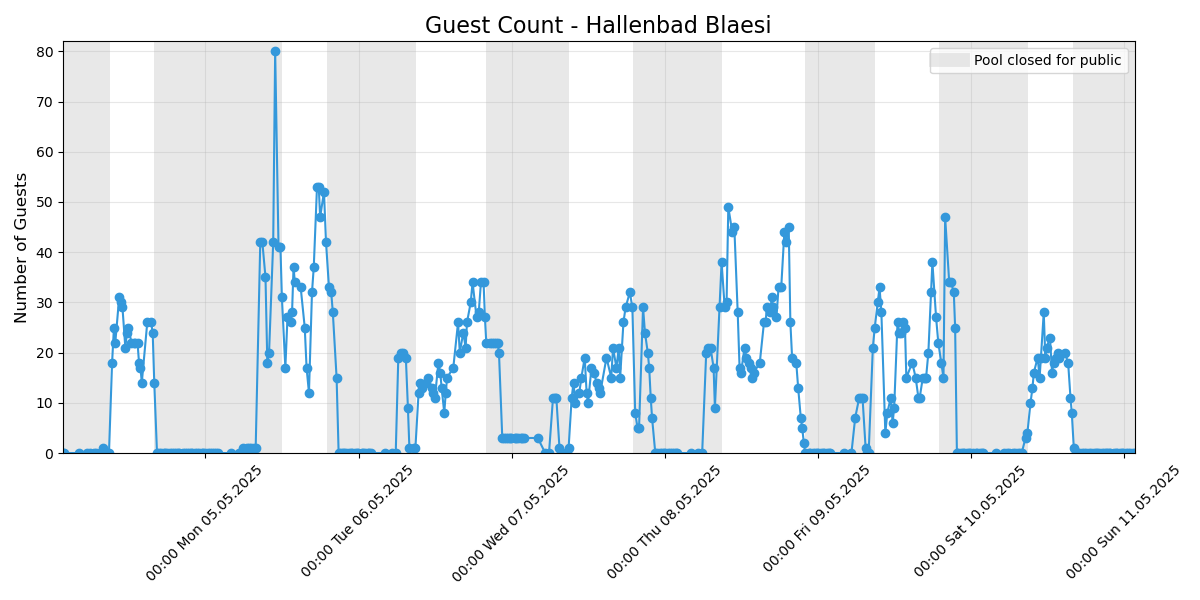 Guest Count - Hallenbad Blaesi
Pool closed for public
Number of Guests
80
70
60
50
40
30
20
10
0
00:00 Mon 05.05.2025
00:00 Tue 06.05.2025
00:00 Wed 07.05.2025
00:00 Thu 08.05.2025
00:00 Fri 09.05.2025
00:00 Sat 10.05.2025
00:00 Sun 11.05.2025